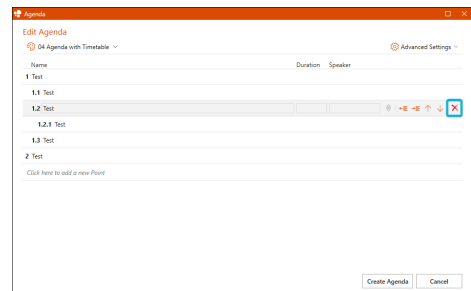 Agenda
Edit Agenda
04 Agenda with Timetable
Advanced Settings
Name Duration Speaker
1 Test
1.1 Test
1.2 Test
1.2.1 Test
1.3 Test
2 Test
Click here to add a new Point
Create Agenda Cancel